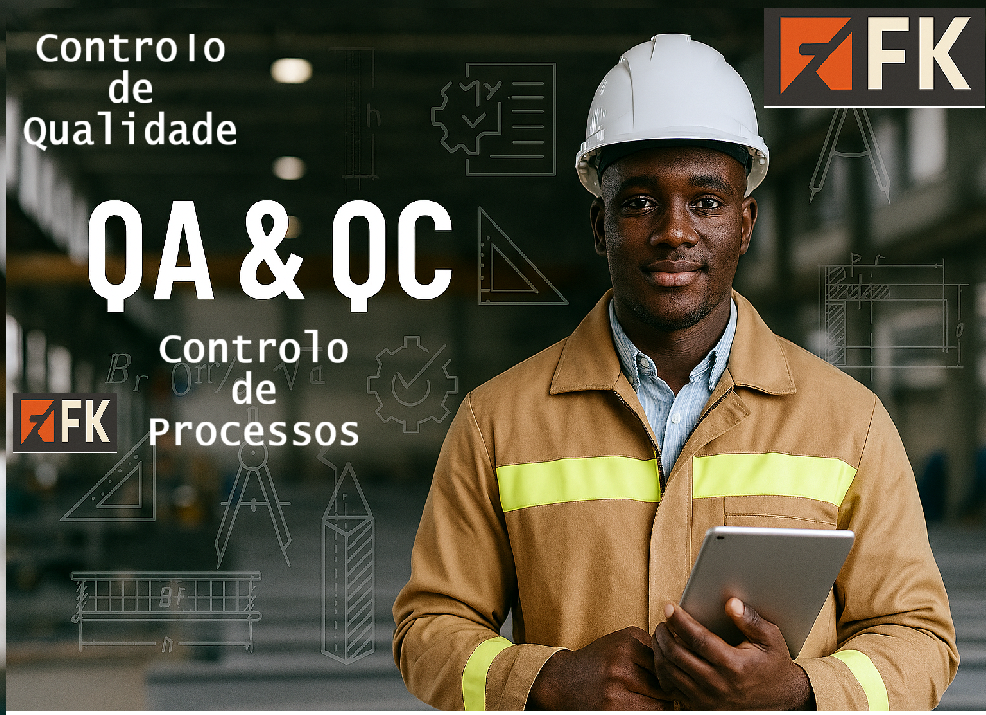 Controlo
de
Qualidade
FK
QA & QC
Controlo
de
Processos
FK